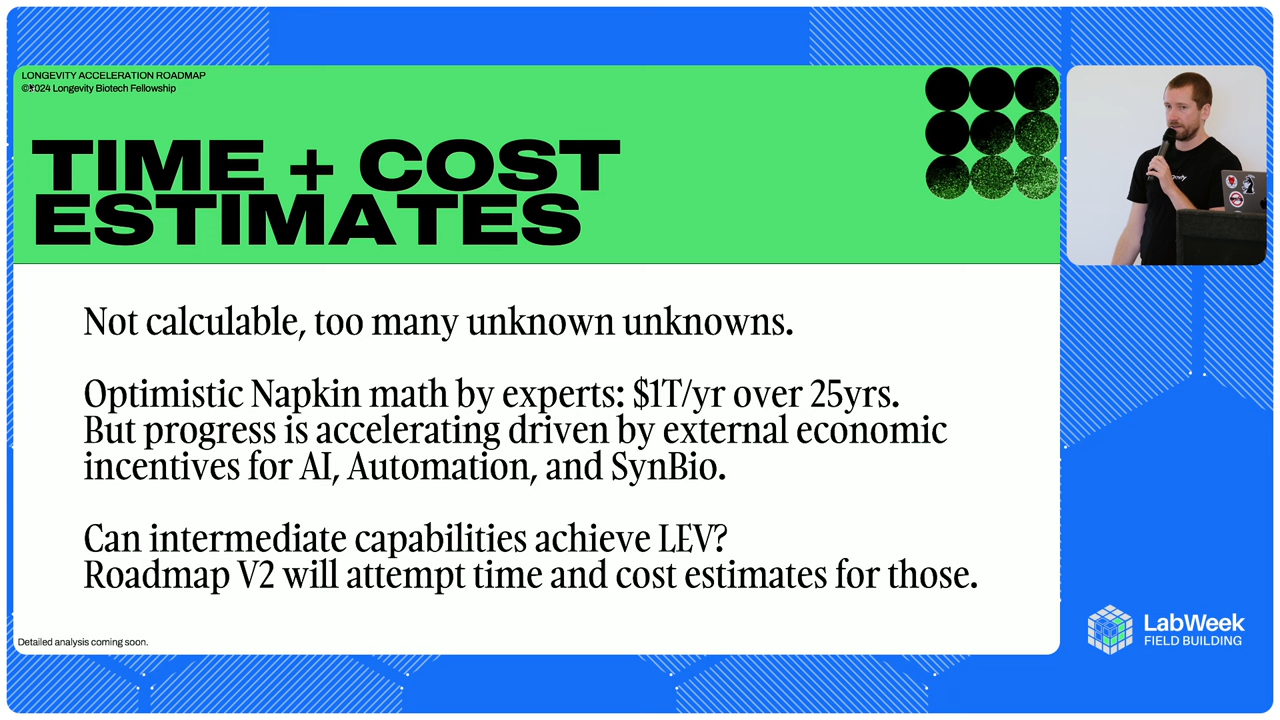 LONGEVITY ACCELERATION ROADMAP
©2024 Longevity Biotech Fellowship
TIME + COST
ESTIMATES
Not calculable, too many unknown unknowns.
Optimistic Napkin math by experts: $1T/yr over 25yrs.
But progress is accelerating driven by external economic
incentives for AI, Automation, and SynBio.
Can intermediate capabilities achieve LEV?
Roadmap V2 will attempt time and cost estimates for those.
Detailed analysis coming soon.
LabWeek
FIELD BUILDING